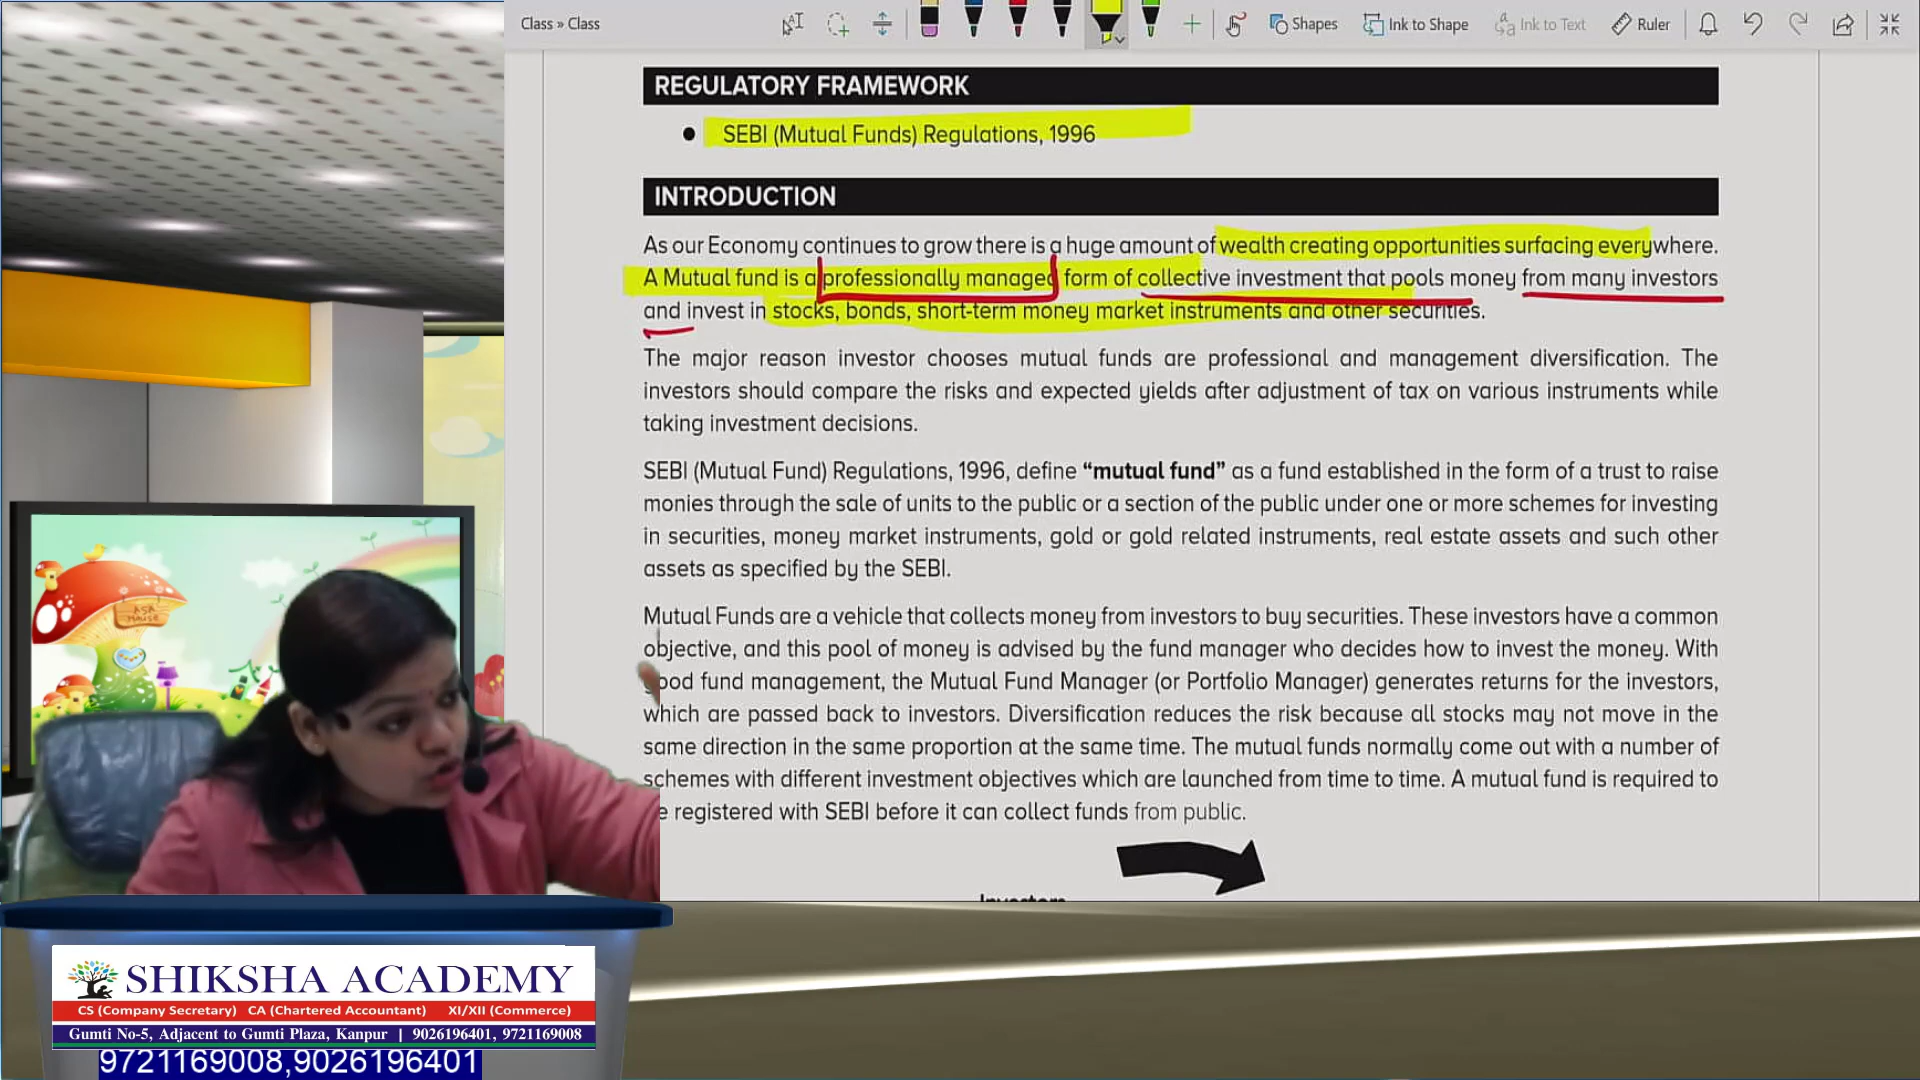 Class » Class
Shapes
Ink to Shape
Ink to Text
Ruler
REGULATORY FRAMEWORK
• SEBI (Mutual Funds) Regulations, 1996
INTRODUCTION
As our Economy continues to grow there is a huge amount of wealth creating opportunities surfacing everywhere.
A Mutual fund is a professionally managed form of collective investment that pools money from many investors
and invest in stocks, bonds, short-term money market instruments and other securities.
The major reason investor chooses mutual funds are professional and management diversification. The
investors should compare the risks and expected yields after adjustment of tax on various instruments while
taking investment decisions.
SEBI (Mutual Fund) Regulations, 1996, define “mutual fund” as a fund established in the form of a trust to raise
monies through the sale of units to the public or a section of the public under one or more schemes for investing
in securities, money market instruments, gold or gold related instruments, real estate assets and such other
assets as specified by the SEBI.
Mutual Funds are a vehicle that collects money from investors to buy securities. These investors have a common
objective, and this pool of money is advised by the fund manager who decides how to invest the money. With
good fund management, the Mutual Fund Manager (or Portfolio Manager) generates returns for the investors,
which are passed back to investors. Diversification reduces the risk because all stocks may not move in the
same direction in the same proportion at the same time. The mutual funds normally come out with a number of
schemes with different investment objectives which are launched from time to time. A mutual fund is required to
e registered with SEBI before it can collect funds from public.
SHIKSHA ACADEMY
CS (Company Secretary) CA (Chartered Accountant) XI/XII (Commerce)
Gumti No-5, Adjacent to Gumti Plaza, Kanpur | 9026196401, 9721169008
9721169008,9026196401